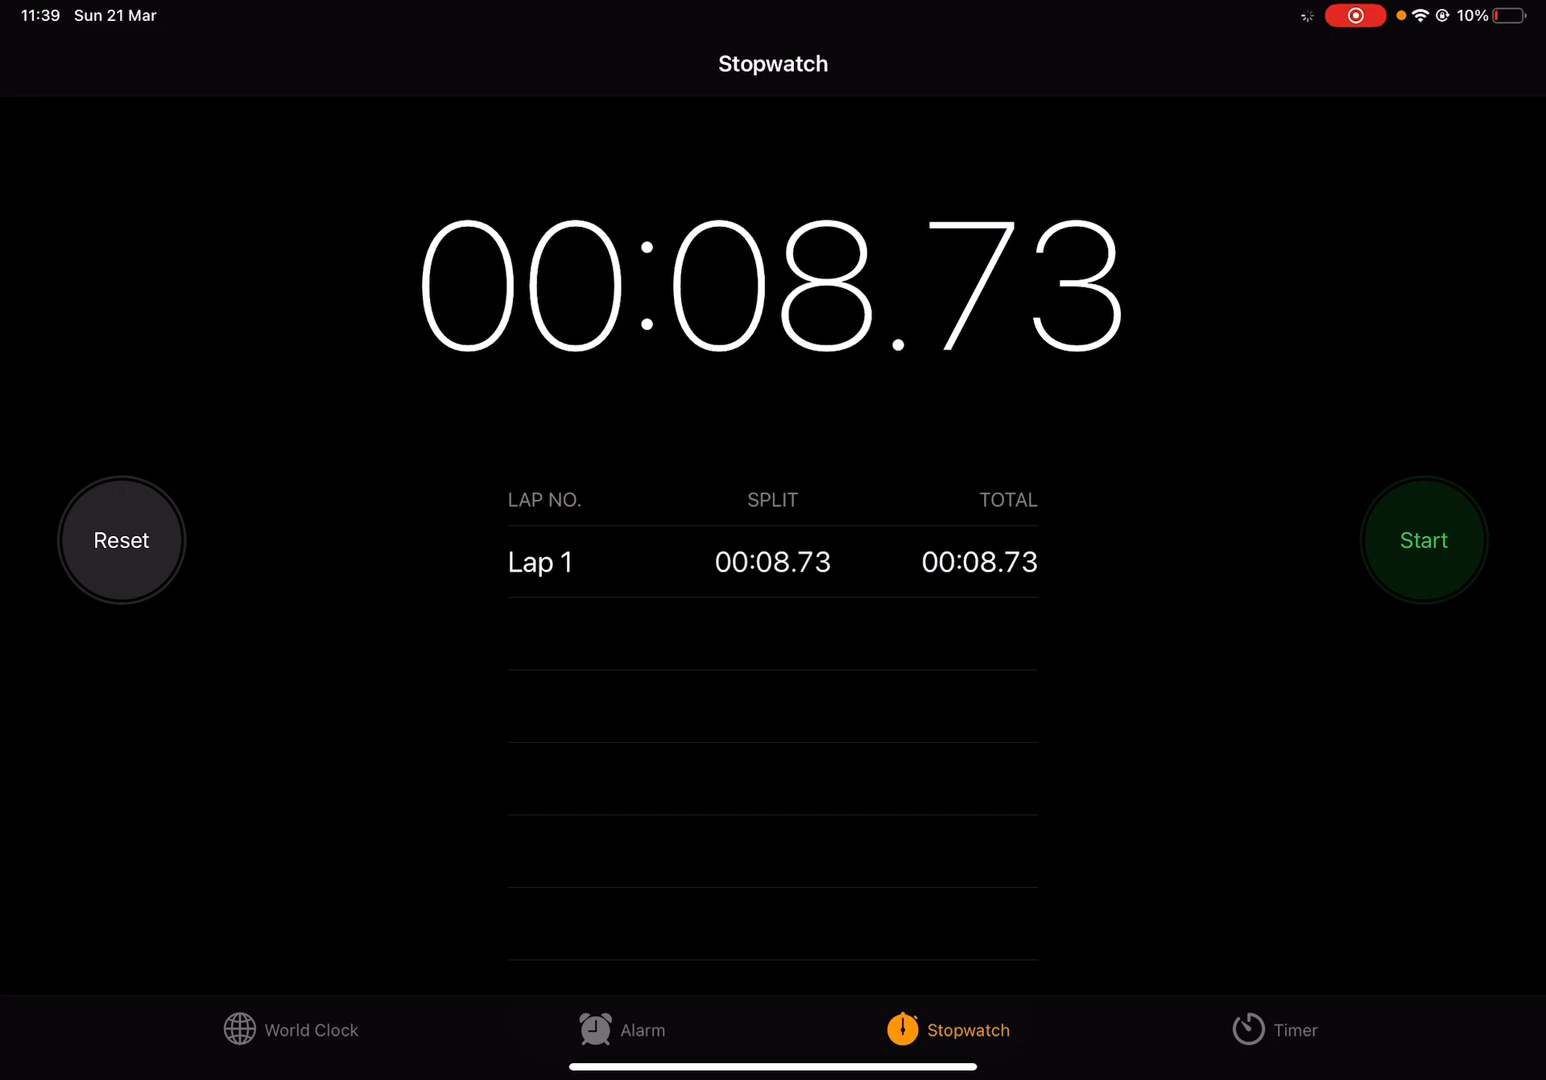 11:39 Sun 21 Mar 10%
Stopwatch
00:08.73
LAP NO. SPLIT TOTAL
Reset Start
Lap 1 00:08.73 00:08.73
World Clock Alarm Stopwatch Timer